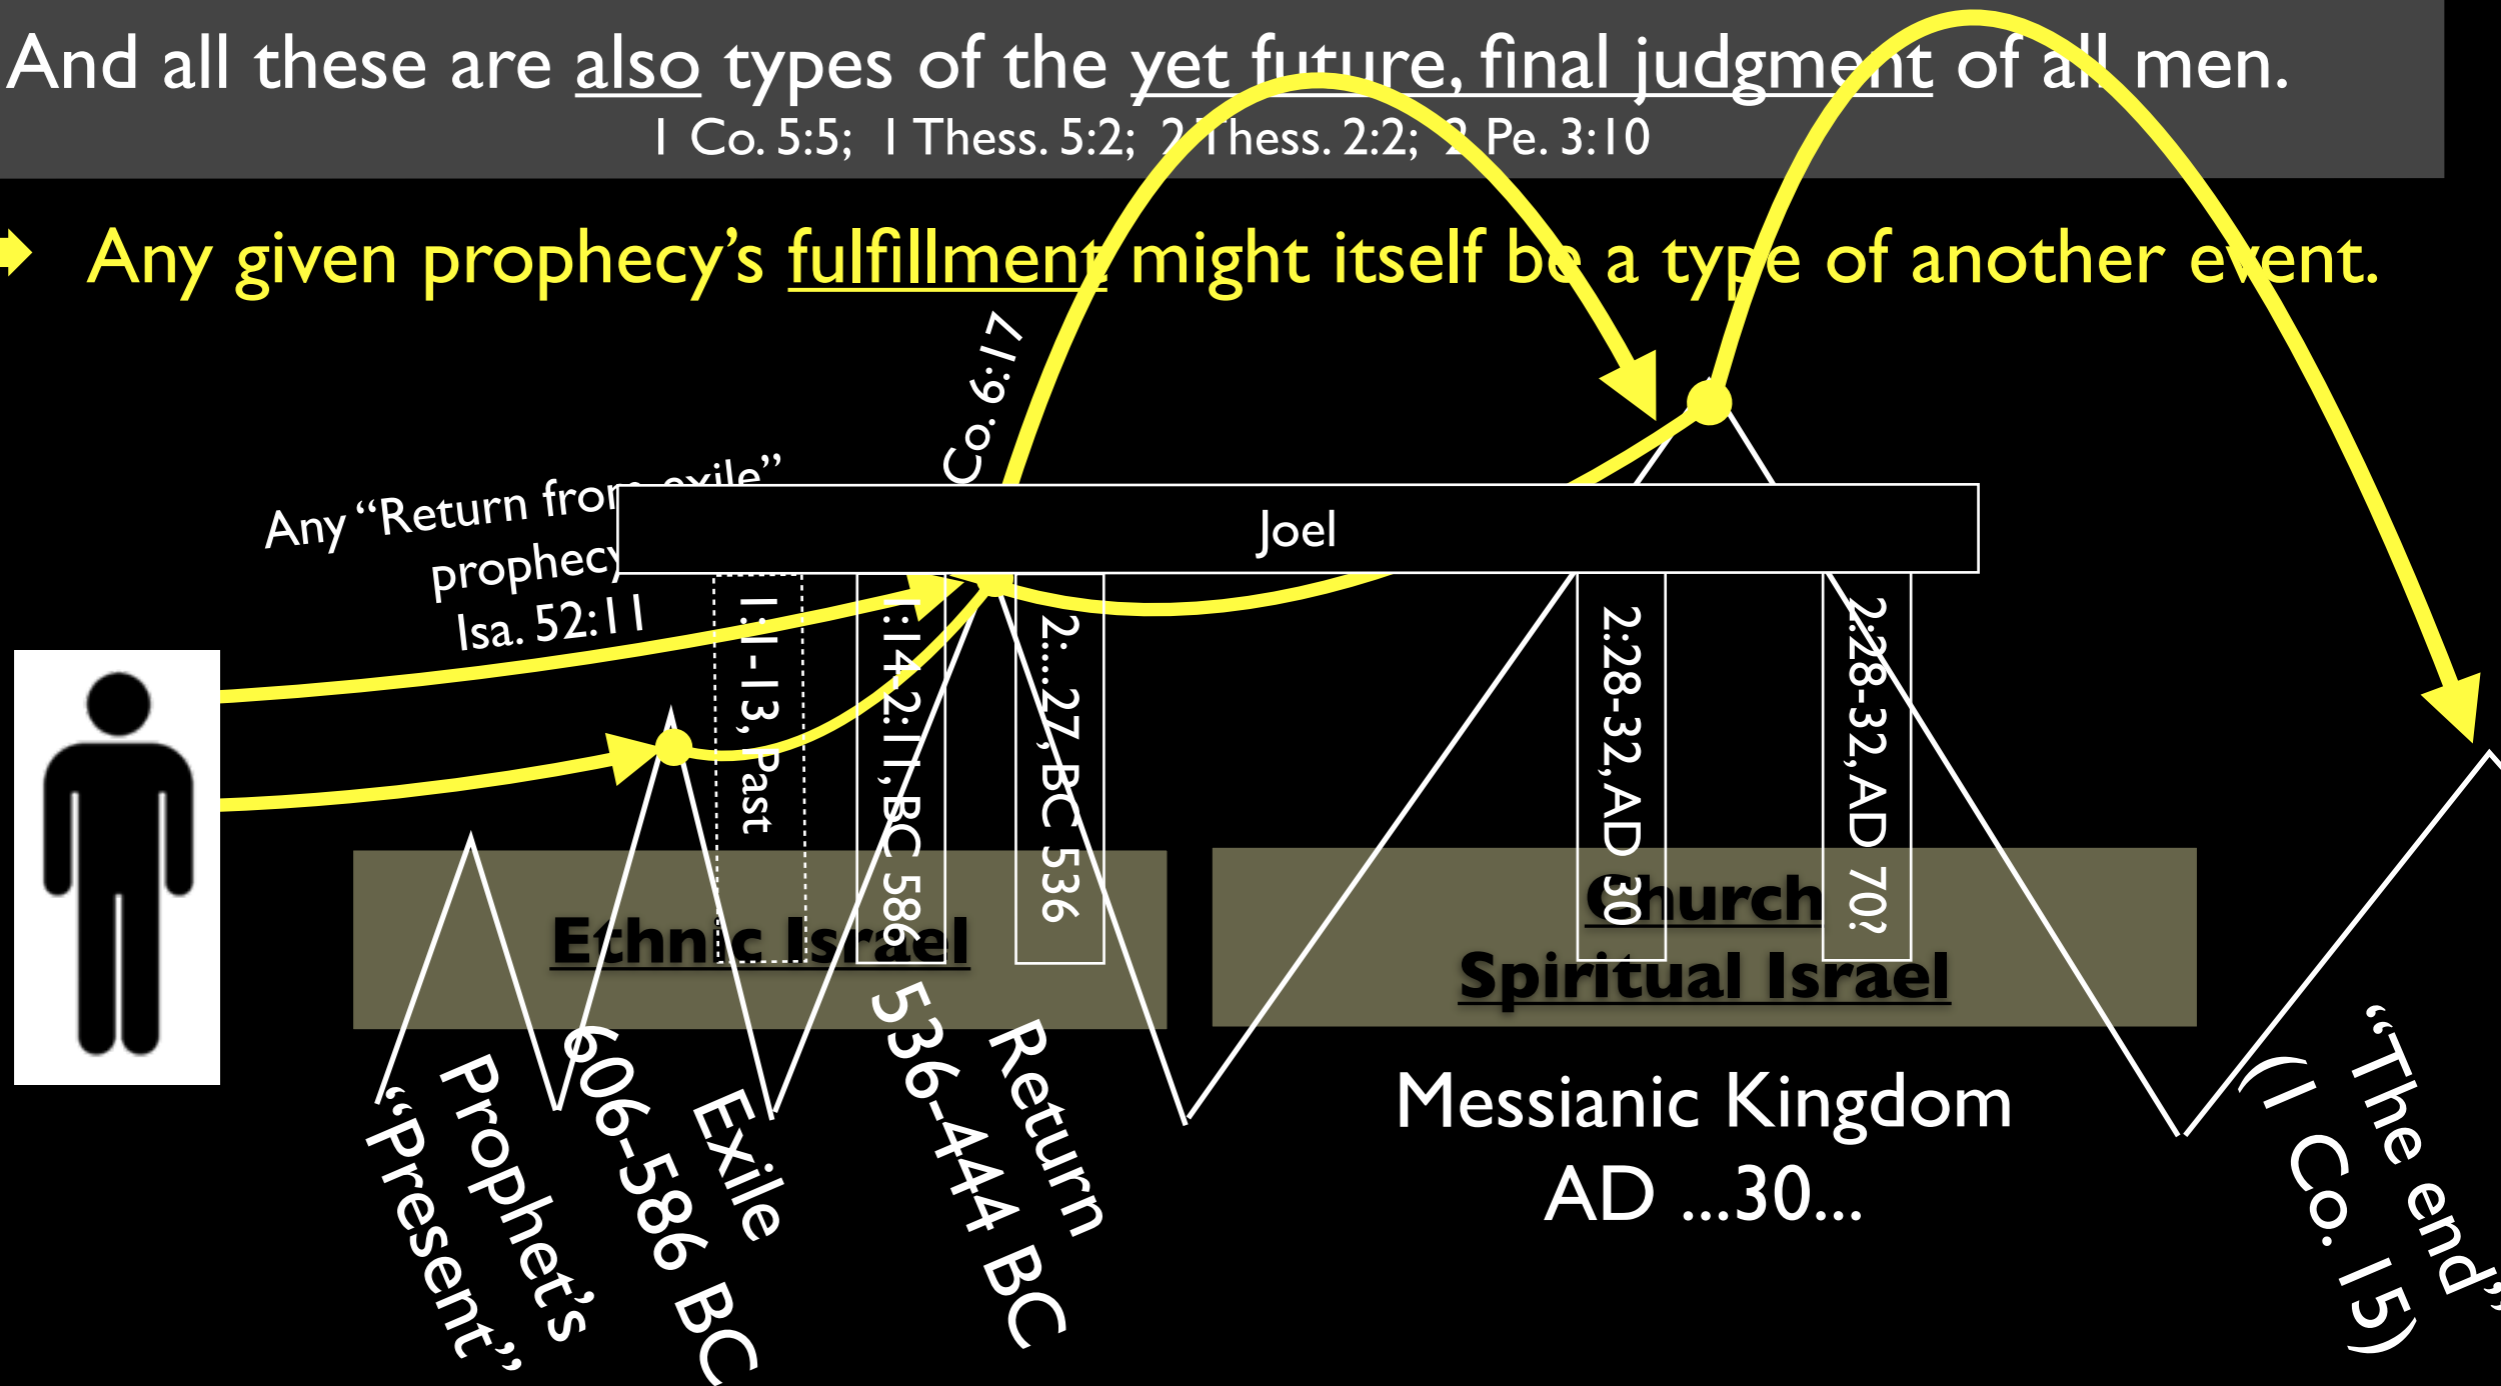 And all these are also types of the yet future, final judgment of all men.
1 Co. 5:5; 1 Thess. 5:2; 2 Thess. 2:2; 2 Pe. 3:10
Any given prophecy’s fulfillment might itself be a type of another event.
Co. 6:17
Any “Return from exile”
prophecy
Isa. 52:11
Joel
1:1-13, Past
1:14-2:11, BC 586
2:...27, BC 536
2:28-32, AD 30
2:28-32, AD 70?
Ethnic Israel
Church
Spiritual Israel
Prophet’s
“Present”
Exile
606-586 BC
Return
536-444 BC
Messianic Kingdom
AD ...30...
“The end”
(1 Co. 15)